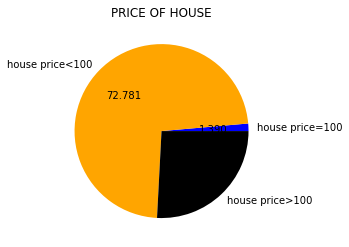 PRICE OF HOUSE
house price<100
72.781
house price=100
house price>100